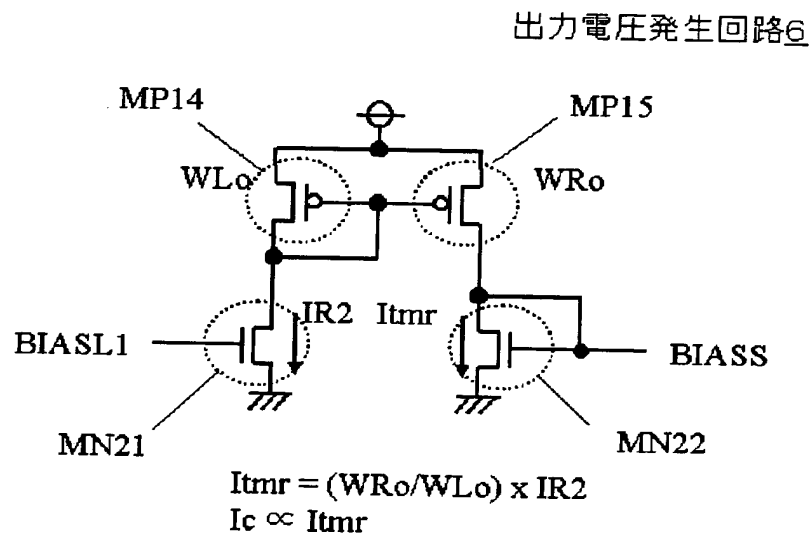 出力電圧発生回路6
MP14
MP15
WLo
WRo
IR2
Itmr
BIASL1
BIASS
MN21
MN22
Itmr = (WRo/WLo) x IR2
Ic ∝ Itmr